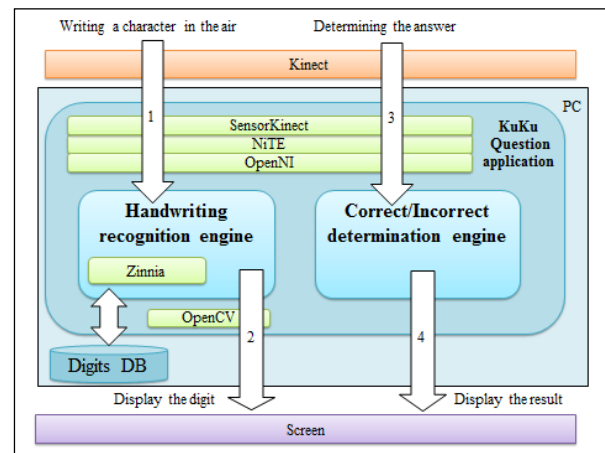 Writing a character in the air
Determining the answer
Kinect
PC
1
3
SensorKinect
NiTE
OpenNI
KuKu
Question
application
Handwriting
recognition engine
Correct/Incorrect
determination engine
Zinnia
OpenCV
2
4
Digits DB
Display the digit
Display the result
Screen